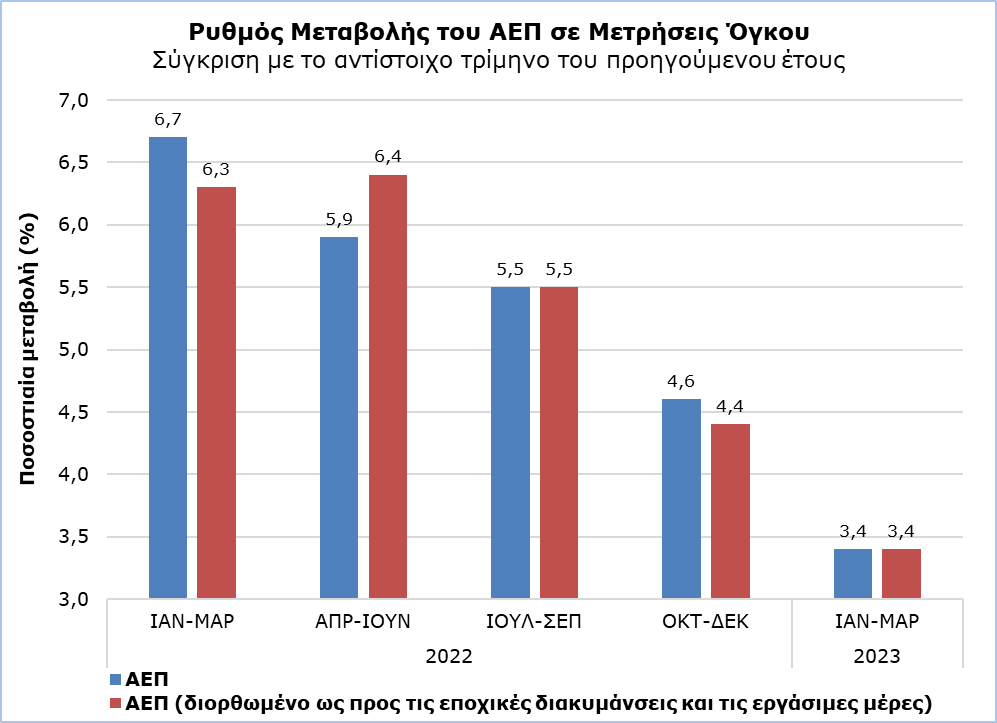 Ρυθμός Μεταβολής του ΑΕΠ σε Μετρήσεις Όγκου
Σύγκριση με το αντίστοιχο τρίμηνο του προηγούμενου έτους
Ποσοστιαία μεταβολή (%)
7,0
6,5
6,0
5,5
5,0
4,5
4,0
3,5
3,0
6,7
6,3
5,9
6,4
5,5
5,5
4,6
4,4
3,4
3,4
ΙΑΝ-ΜΑΡ
ΑΠΡ-ΙΟΥΝ
ΙΟΥΛ-ΣΕΠ
ΟΚΤ-ΔΕΚ
ΙΑΝ-ΜΑΡ
2022
2023
ΑΕΠ
ΑΕΠ (διορθωμένο ως προς τις εποχικές διακυμάνσεις και τις εργάσιμες μέρες)